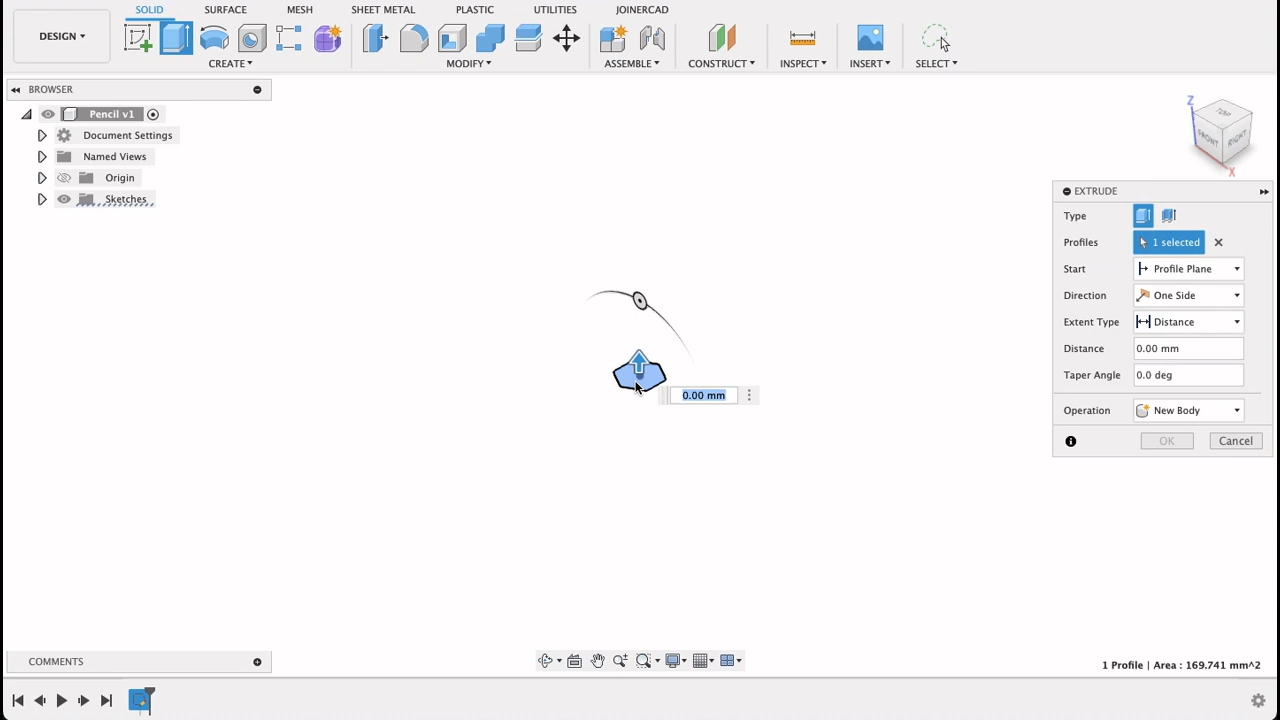 SOLID SURFACE MESH SHEET METAL PLASTIC UTILITIES JOINERCAD
DESIGN
CREATE MODIFY ASSEMBLE CONSTRUCT INSPECT INSERT SELECT
BROWSER
Pencil v1
Document Settings
Named Views
Origin
Sketches
Z
TOP
FRONT
RIGHT
X
EXTRUDE
Type
Profiles 1 selected
Start Profile Plane
Direction One Side
Extent Type Distance
Distance 0.00 mm
Taper Angle 0.0 deg
Operation New Body
OK Cancel
0.00 mm
COMMENTS
1 Profile | Area : 169.741 mm^2